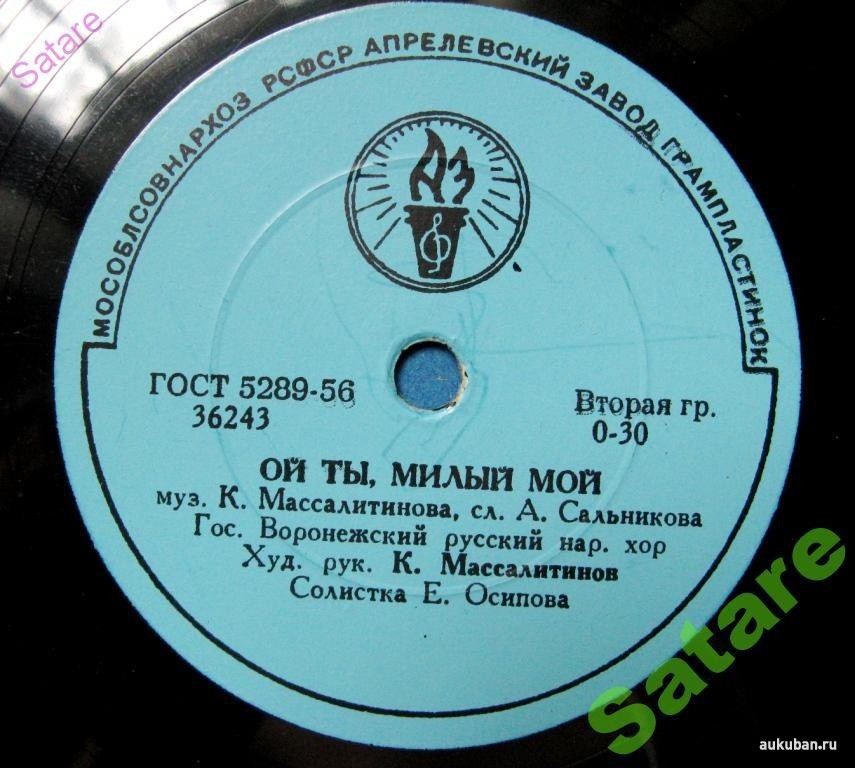 Satare
МОСОБЛСОВНАРХОЗ РСФСР АПРЕЛЕВСКИЙ ЗАВОД ГРАМПЛАСТИНОК
АЗ
ГОСТ 5289-56
36243
Вторая гр.
0-30
ОЙ ТЫ, МИЛЫЙ МОЙ
муз. К. Массалитинова, сл. А. Сальникова
Гос. Воронежский русский нар. хор
Худ. рук. К. Массалитинов
Солистка Е. Осипова
Satare
aukuban.ru